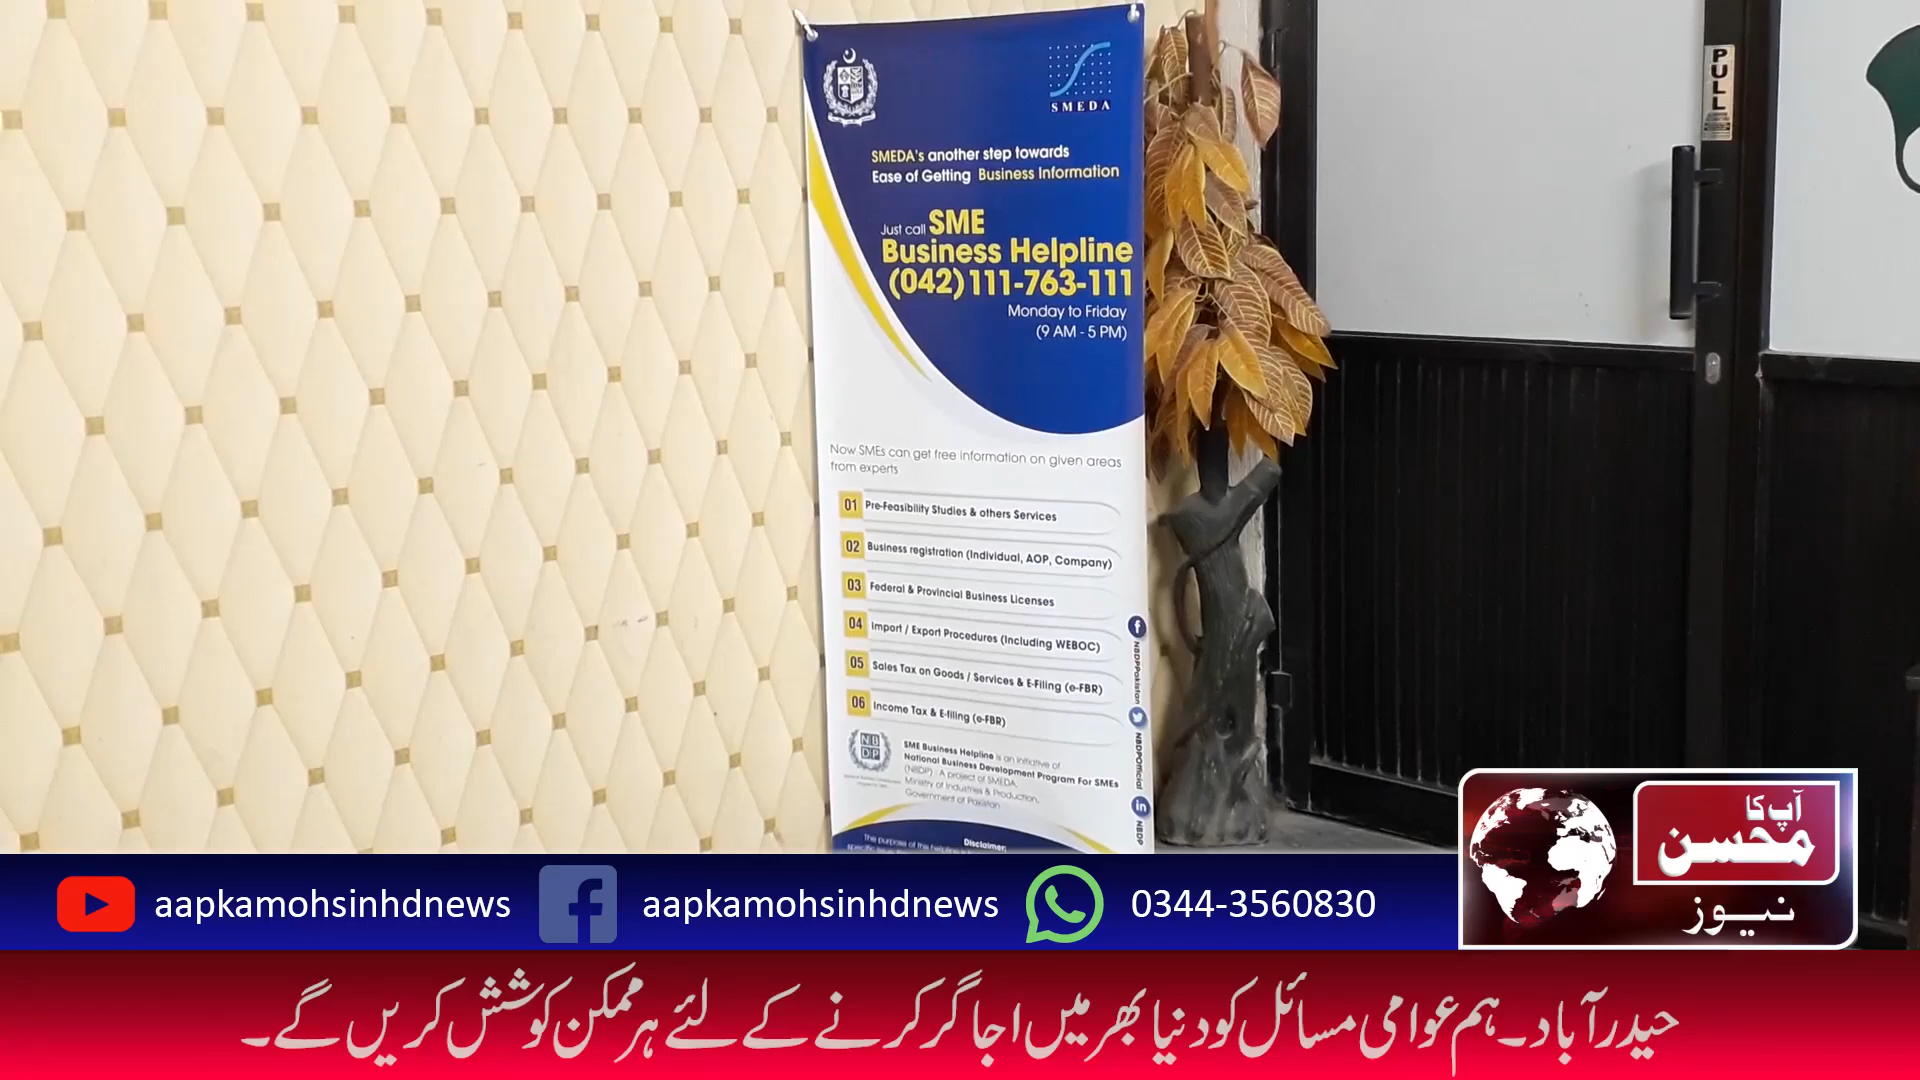 SMEDA
SMEDA's another step towards
Ease of Getting Business Information
Just call SME
Business Helpline
(042) 111-763-111
Monday to Friday
(9 AM - 5 PM)
Now SMEs can get free information on given areas
from experts
01 Pre-Feasibility Studies & others Services
02 Business registration (Individual, AOP, Company)
03 Federal & Provincial Business Licenses
04 Import / Export Procedures (Including WEBOC)
05 Sales Tax on Goods / Services & E-Filing (e-FBR)
06 Income Tax & E-filing (e-FBR)
NBDP
SME Business Helpline is an initiative of
National Business Development Program For SMEs
(NBDP) : A project of SMEDA,
Ministry of Industries & Production,
Government of Pakistan
Disclaimer:
The purpose of this helpline
NBDPPakistan
NBDPOfficial
NBDP
PULL
آپ کا
محسن
نیوز
aapkamohsinhdnews aapkamohsinhdnews 0344-3560830
حیدرآباد۔ ہم عوامی مسائل کو دنیا بھر میں اجاگر کرنے کے لئے ہر ممکن کوشش کریں گے۔